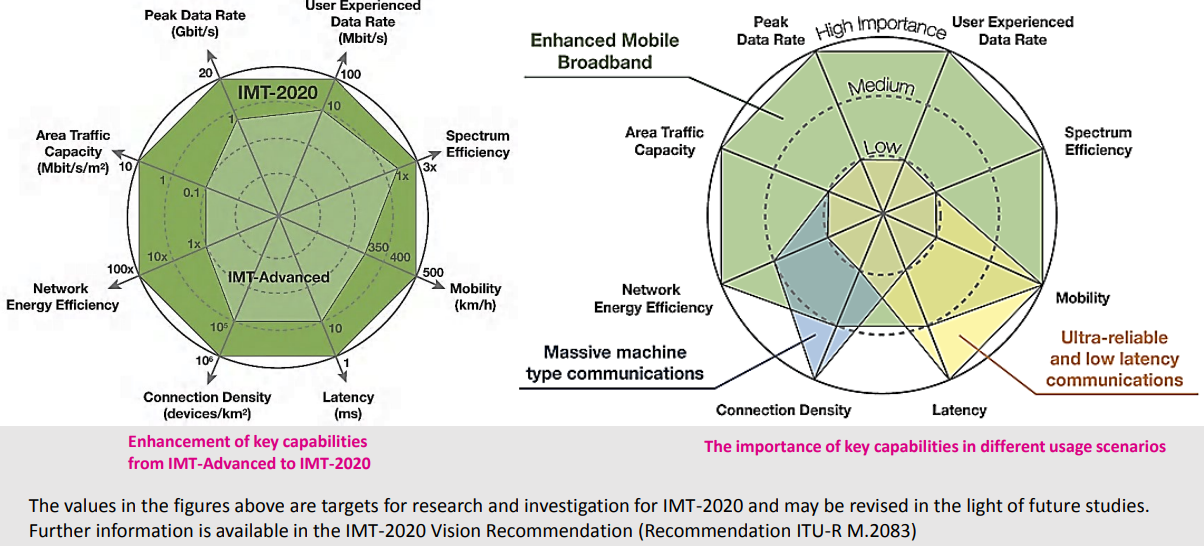 Peak Data Rate
(Gbit/s)
User Experienced
Data Rate
(Mbit/s)
20
100
IMT-2020
1
10
Area Traffic
Capacity
(Mbit/s/m²)
10
1
0.1
Spectrum
Efficiency
3x
1x
1x
10x
100x
Network
Energy Efficiency
IMT-Advanced
350
400
500
Mobility
(km/h)
10⁵
10⁶
10
1
Connection Density
(devices/km²)
Latency
(ms)
Enhancement of key capabilities
from IMT-Advanced to IMT-2020
Enhanced Mobile
Broadband
Peak
Data Rate
High Importance
User Experienced
Data Rate
Medium
Low
Area Traffic
Capacity
Spectrum
Efficiency
Network
Energy Efficiency
Mobility
Massive machine
type communications
Ultra-reliable
and low latency
communications
Connection Density
Latency
The importance of key capabilities in different usage scenarios
The values in the figures above are targets for research and investigation for IMT-2020 and may be revised in the light of future studies.
Further information is available in the IMT-2020 Vision Recommendation (Recommendation ITU-R M.2083)